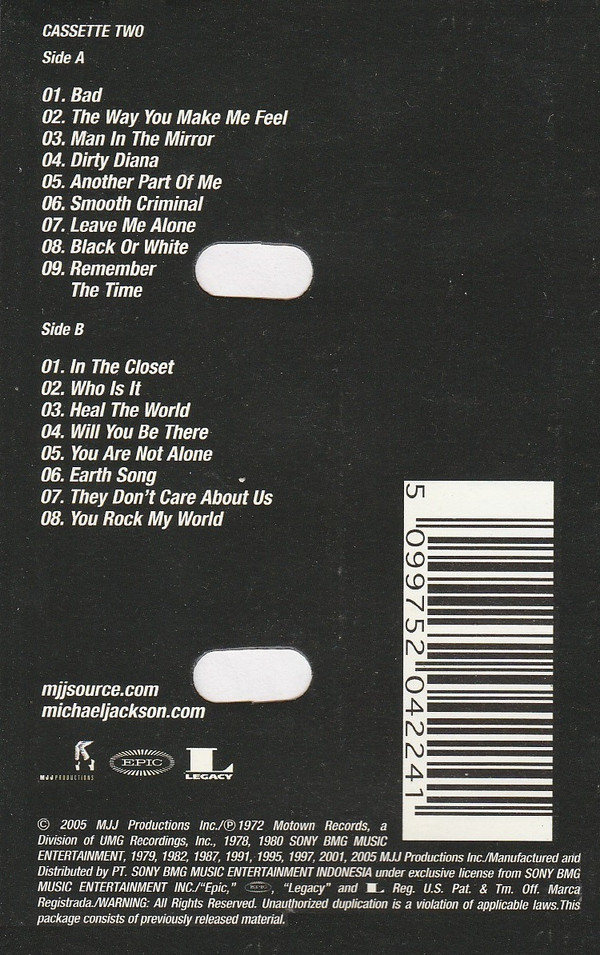 CASSETTE TWO
Side A
01. Bad
02. The Way You Make Me Feel
03. Man In The Mirror
04. Dirty Diana
05. Another Part Of Me
06. Smooth Criminal
07. Leave Me Alone
08. Black Or White
09. Remember
The Time
Side B
01. In The Closet
02. Who Is It
03. Heal The World
04. Will You Be There
05. You Are Not Alone
06. Earth Song
07. They Don't Care About Us
08. You Rock My World
mjjsource.com
michaeljackson.com
MJJ PRODUCTIONS
EPIC
L
LEGACY
5 099752 042241
© 2005 MJJ Productions Inc./℗1972 Motown Records, a
Division of UMG Recordings, Inc., 1978, 1980 SONY BMG MUSIC
ENTERTAINMENT, 1979, 1982, 1987, 1991, 1995, 1997, 2001, 2005 MJJ Productions Inc./Manufactured and
Distributed by PT. SONY BMG MUSIC ENTERTAINMENT INDONESIA under exclusive license from SONY BMG
MUSIC ENTERTAINMENT INC./"Epic," EPIC, "Legacy" and L Reg. U.S. Pat. & Tm. Off. Marca
Registrada./WARNING: All Rights Reserved. Unauthorized duplication is a violation of applicable laws.This
package consists of previously released material.